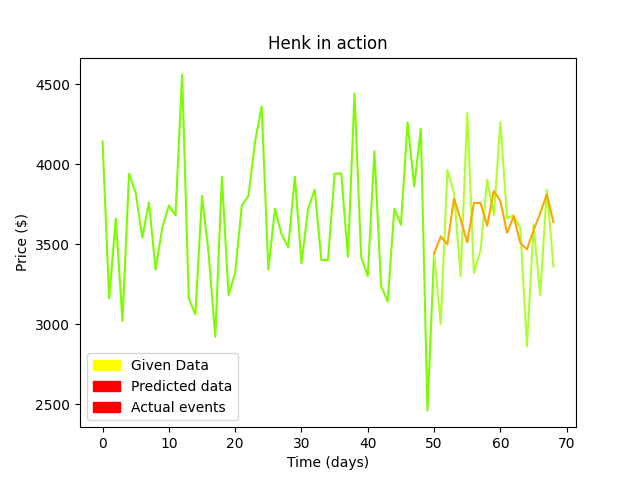 Henk in action
Price ($)
4500
4000
3500
3000
2500
Given Data
Predicted data
Actual events
0 10 20 30 40 50 60 70
Time (days)